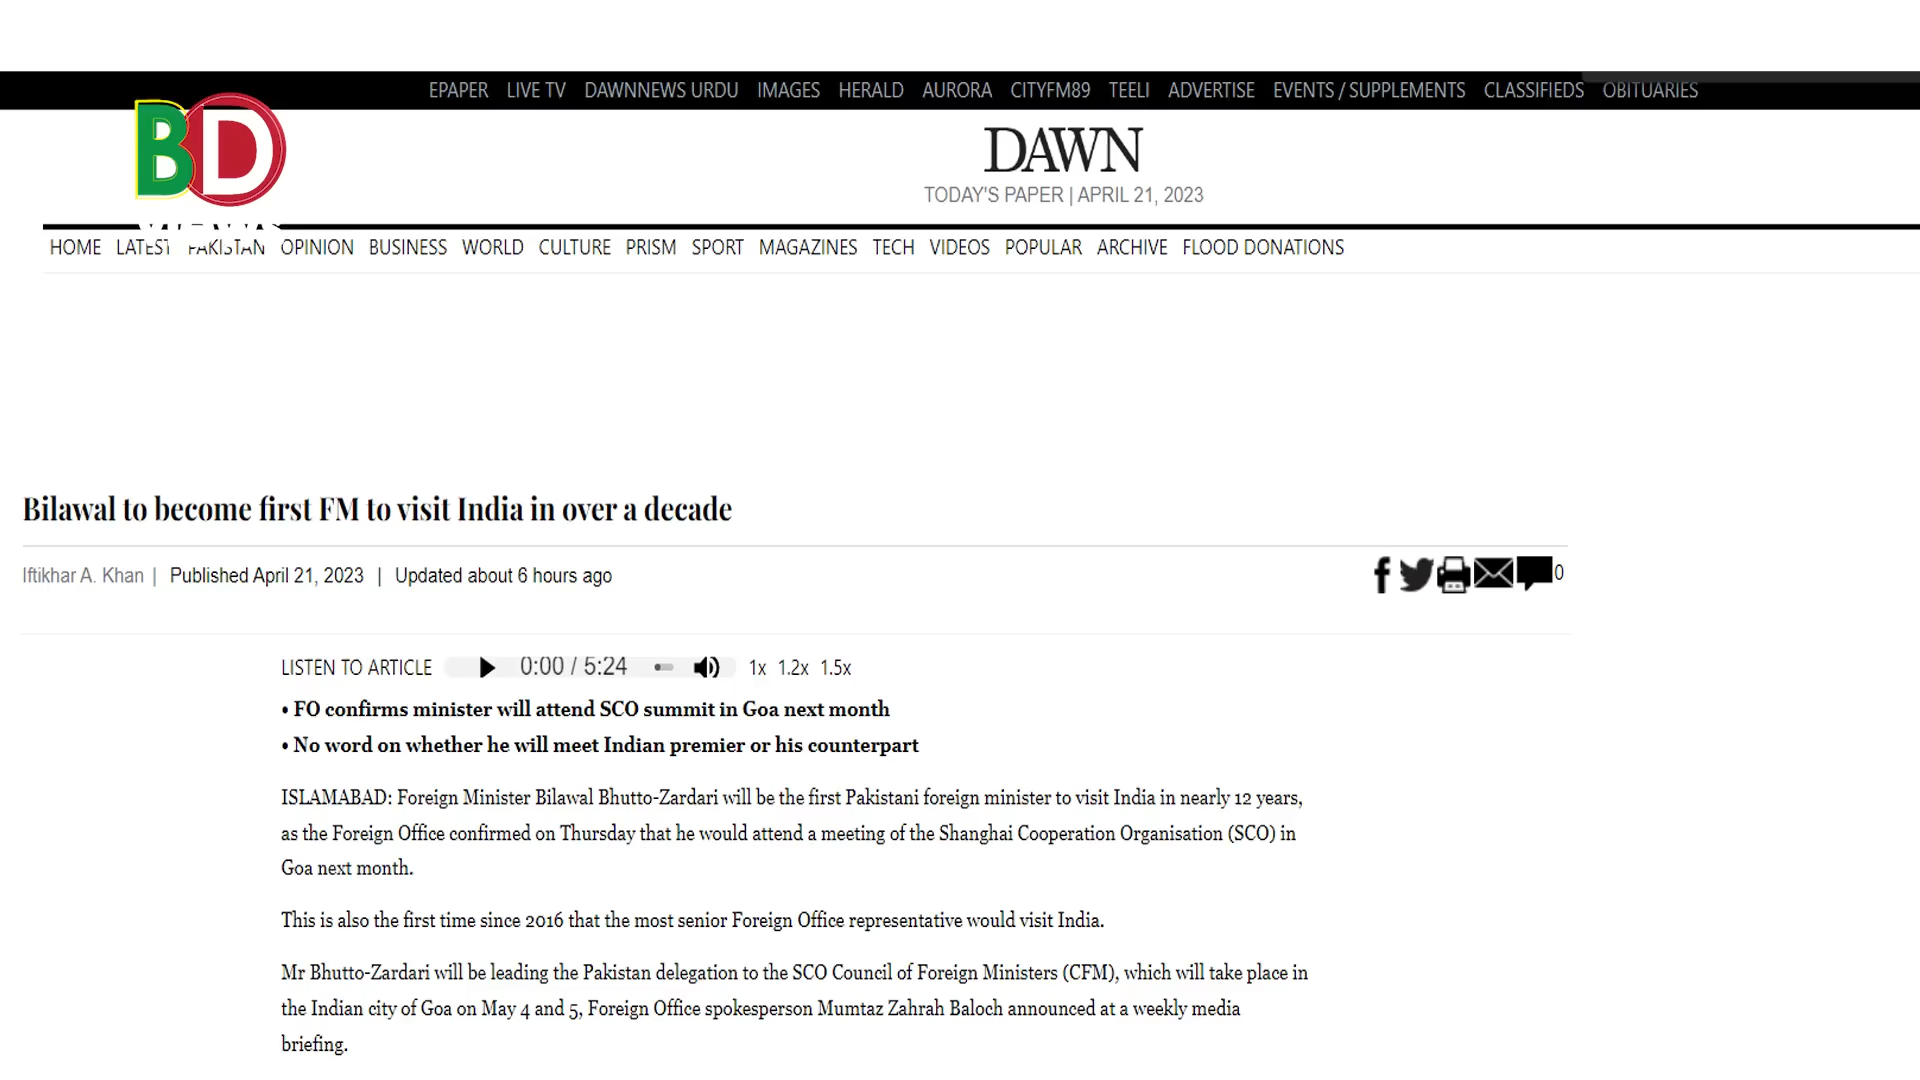 EPAPER LIVE TV DAWNNEWS URDU IMAGES HERALD AURORA CITYFM89 TEELI ADVERTISE EVENTS / SUPPLEMENTS CLASSIFIEDS OBITUARIES
BD
DAWN
TODAY'S PAPER | APRIL 21, 2023
HOME LATEST PAKISTAN OPINION BUSINESS WORLD CULTURE PRISM SPORT MAGAZINES TECH VIDEOS POPULAR ARCHIVE FLOOD DONATIONS
Bilawal to become first FM to visit India in over a decade
Iftikhar A. Khan | Published April 21, 2023 | Updated about 6 hours ago
0
LISTEN TO ARTICLE 0:00 / 5:24 1x 1.2x 1.5x
• FO confirms minister will attend SCO summit in Goa next month
• No word on whether he will meet Indian premier or his counterpart
ISLAMABAD: Foreign Minister Bilawal Bhutto-Zardari will be the first Pakistani foreign minister to visit India in nearly 12 years,
as the Foreign Office confirmed on Thursday that he would attend a meeting of the Shanghai Cooperation Organisation (SCO) in
Goa next month.
This is also the first time since 2016 that the most senior Foreign Office representative would visit India.
Mr Bhutto-Zardari will be leading the Pakistan delegation to the SCO Council of Foreign Ministers (CFM), which will take place in
the Indian city of Goa on May 4 and 5, Foreign Office spokesperson Mumtaz Zahrah Baloch announced at a weekly media
briefing.